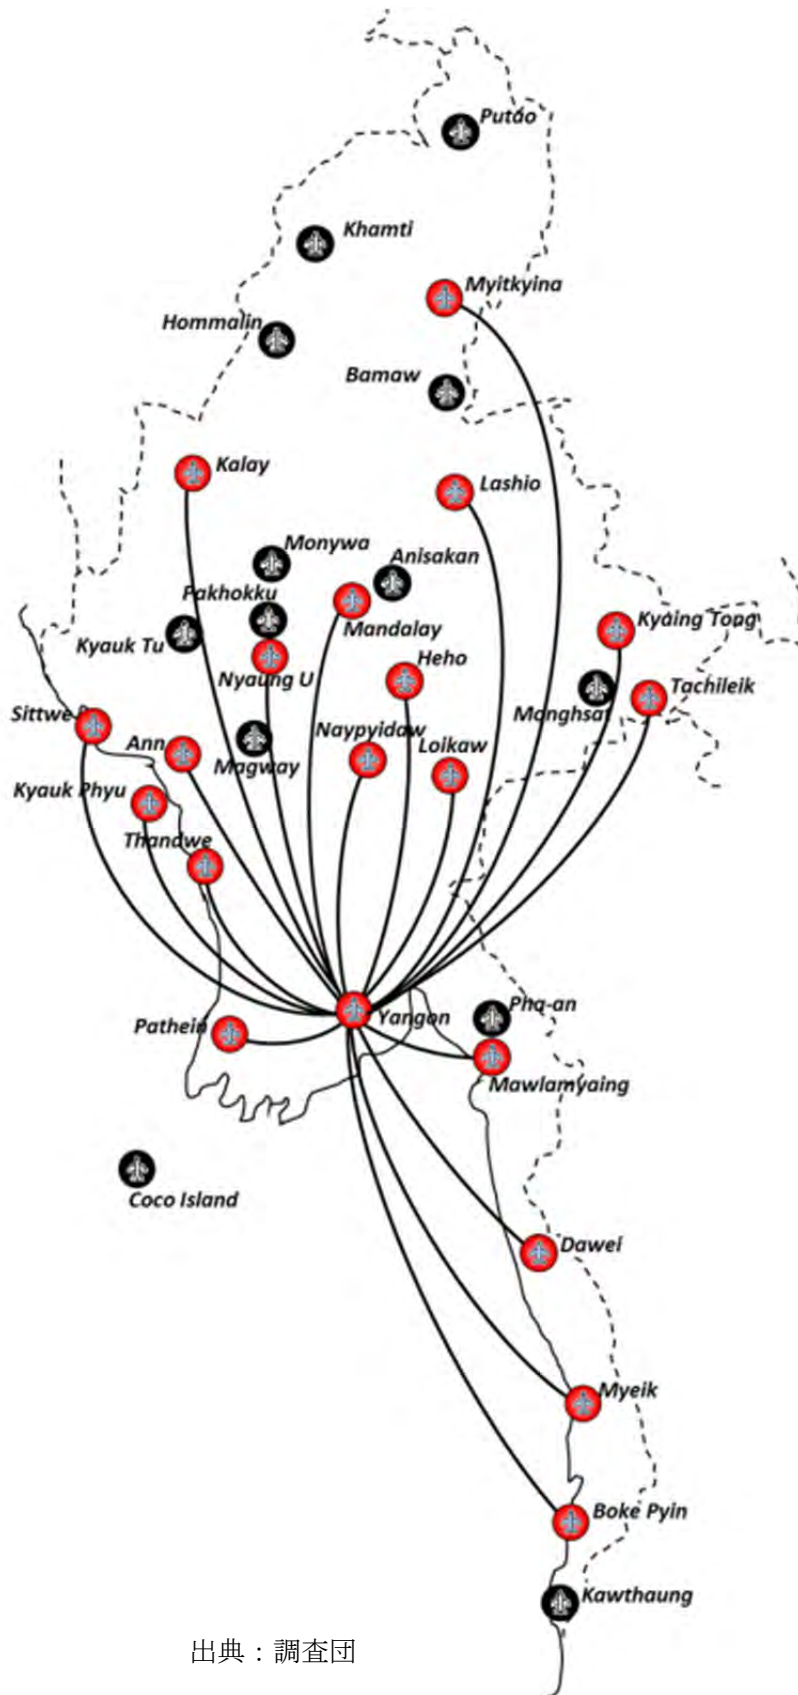 Putao
Khamti
Myitkyina
Hommalin
Bamaw
Kalay
Lashio
Monywa
Anisakan
Pakhokku
Mandalay
Kyaing Tong
Kyauk Tu
Heho
Nyaung U
Tachileik
Monghsat
Sittwe
Ann
Naypyidaw
Loikaw
Magway
Kyauk Phyu
Thandwe
Pha-an
Yangon
Pathein
Mawlamyaing
Coco Island
Dawei
Myeik
Boke Pyin
Kawthaung
出典：調査団